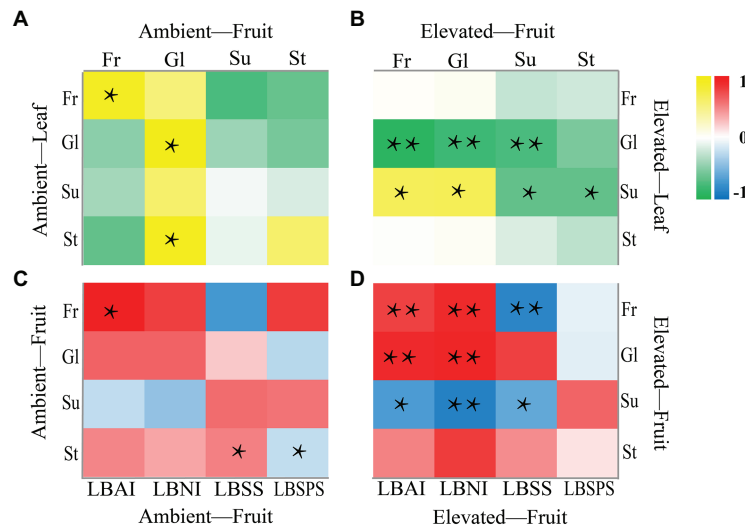 A
Ambient—Fruit
Fr Gl Su St
Ambient—Leaf
Fr
Gl
Su
St
B
Elevated—Fruit
Fr Gl Su St
Fr
Gl
Su
St
Elevated—Leaf
1
0
-1
C
Ambient—Fruit
Fr
Gl
Su
St
LBAI LBNI LBSS LBSPS
Ambient—Fruit
D
Fr
Gl
Su
St
Elevated—Fruit
LBAI LBNI LBSS LBSPS
Elevated—Fruit